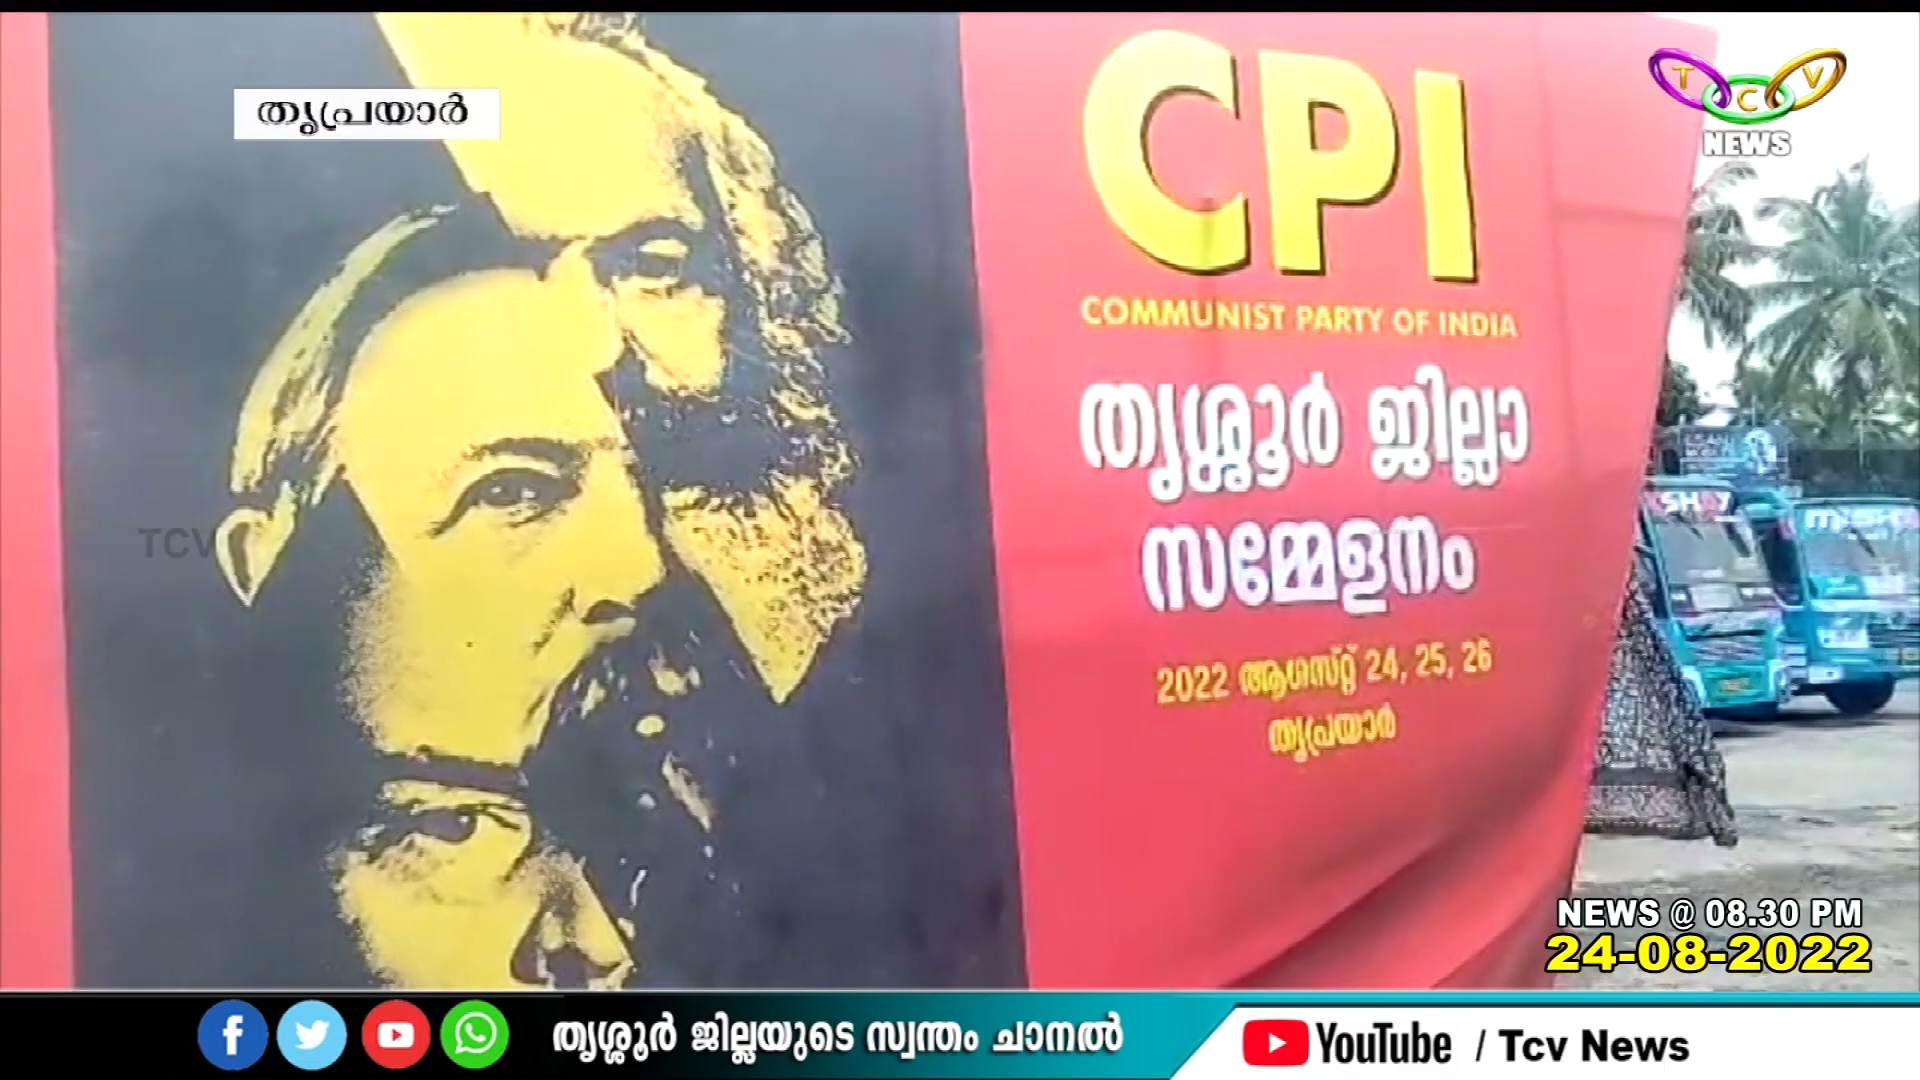 തൃപ്രയാർ
T C V
NEWS
CPI
COMMUNIST PARTY OF INDIA
തൃശ്ശൂർ ജില്ലാ
സമ്മേളനം
2022 ആഗസ്റ്റ് 24, 25, 26
തൃപ്രയാർ
TCV
NEWS @ 08.30 PM
24-08-2022
തൃശ്ശൂർ ജില്ലയുടെ സ്വന്തം ചാനൽ
YouTube / Tcv News